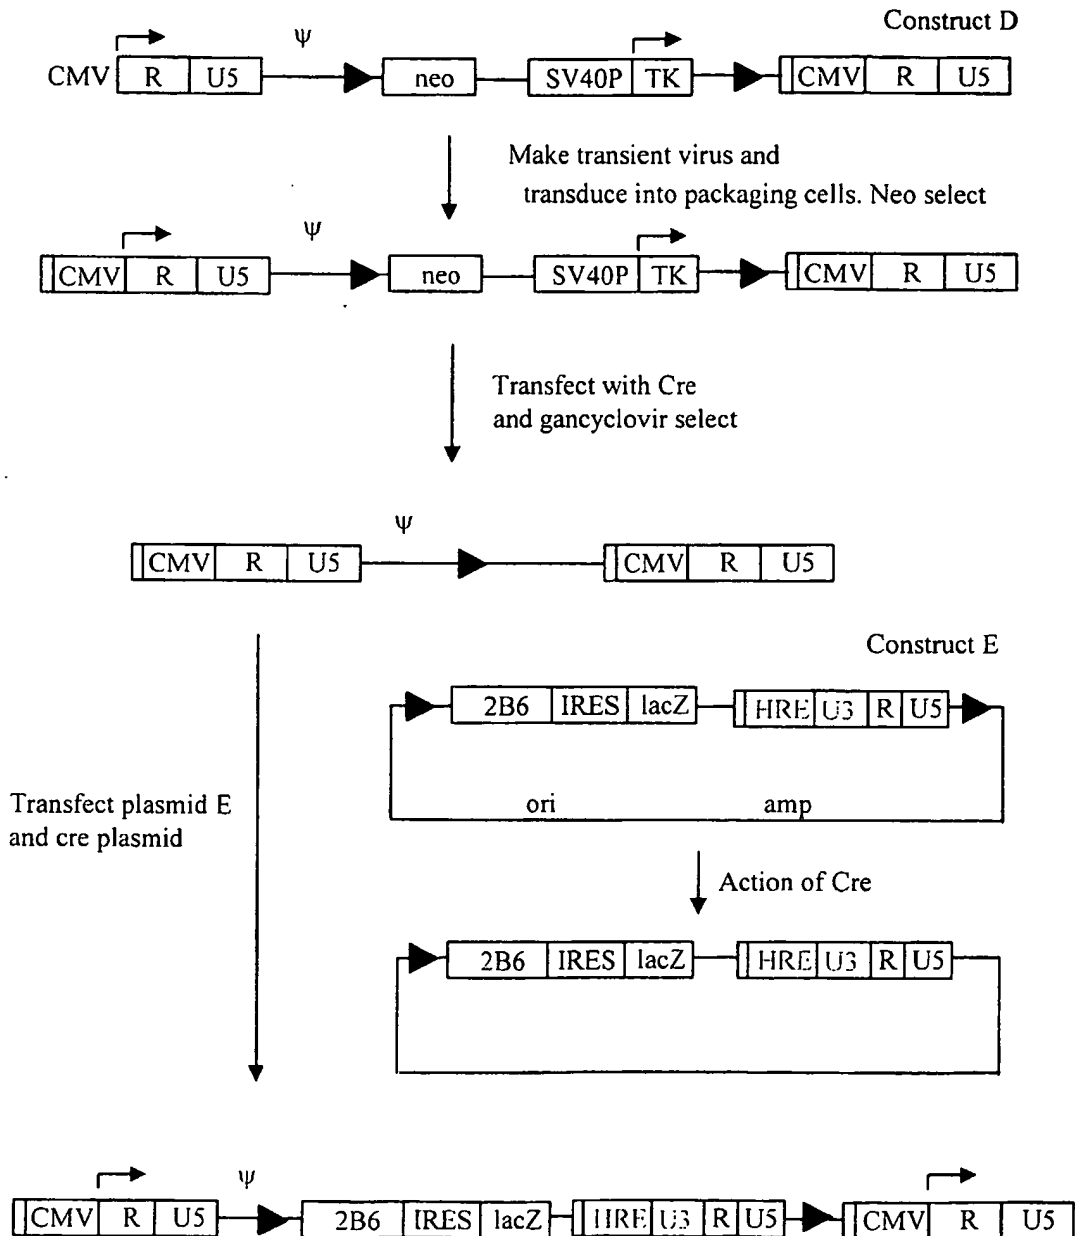 Construct D
ψ
CMV R U5 neo SV40P TK CMV R U5
Make transient virus and
transduce into packaging cells. Neo select
ψ
CMV R U5 neo SV40P TK CMV R U5
Transfect with Cre
and gancyclovir select
ψ
CMV R U5 CMV R U5
Construct E
2B6 IRES lacZ HRE U3 R U5
ori amp
Transfect plasmid E
and cre plasmid
Action of Cre
2B6 IRES lacZ HRE U3 R U5
ψ
CMV R U5 2B6 IRES lacZ HRE U3 R U5 CMV R U5